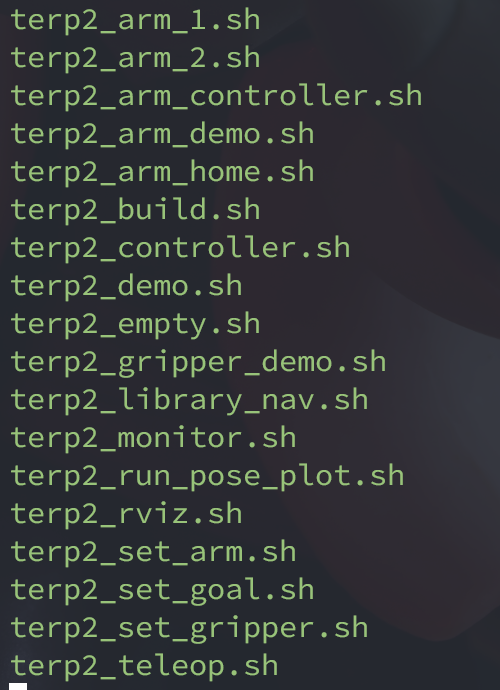 terp2_arm_1.sh
terp2_arm_2.sh
terp2_arm_controller.sh
terp2_arm_demo.sh
terp2_arm_home.sh
terp2_build.sh
terp2_controller.sh
terp2_demo.sh
terp2_empty.sh
terp2_gripper_demo.sh
terp2_library_nav.sh
terp2_monitor.sh
terp2_run_pose_plot.sh
terp2_rviz.sh
terp2_set_arm.sh
terp2_set_goal.sh
terp2_set_gripper.sh
terp2_teleop.sh